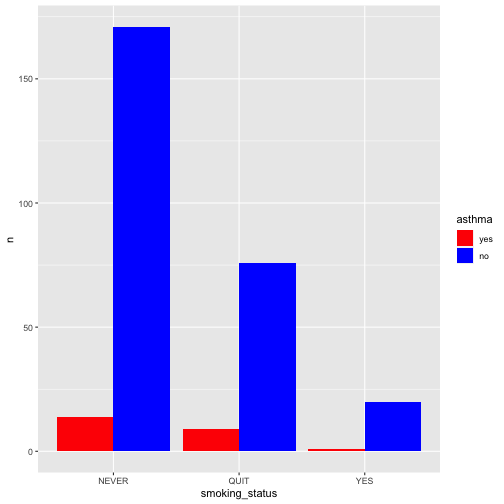 150
100
50
0
n
NEVER
QUIT
YES
smoking_status
asthma
yes
no